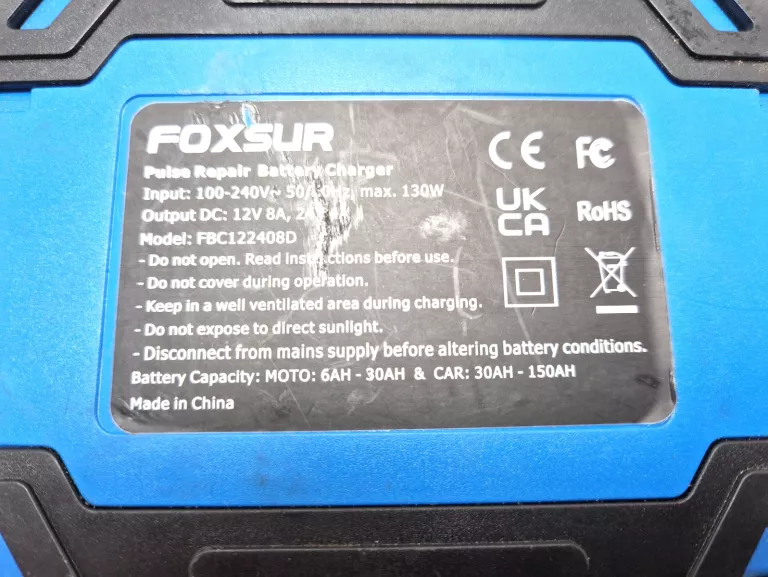 FOXSUR
Pulse Repair Battery Charger
Input: 100-240V~ max. 130W
Output DC: 12V 8A,
Model: FBC122408D
- Do not open. Read instructions before use.
- Do not cover during operation.
- Keep in a well ventilated area during charging.
- Do not expose to direct sunlight.
- Disconnect from mains supply before altering battery conditions.
Battery Capacity: MOTO: 6AH - 30AH & CAR: 30AH - 150AH
Made in China
CE FC
UK
CA
RoHS